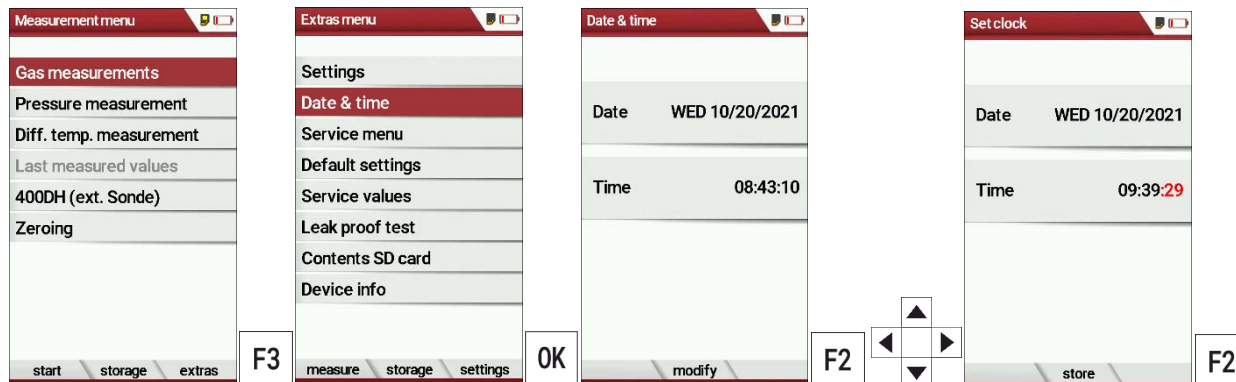 Measurement menu
Gas measurements
Pressure measurement
Diff. temp. measurement
Last measured values
400DH (ext. Sonde)
Zeroing
start storage extras
F3
Extras menu
Settings
Date & time
Service menu
Default settings
Service values
Leak proof test
Contents SD card
Device info
measure storage settings
OK
Date & time
Date WED 10/20/2021
Time 08:43:10
modify
F2
Set clock
Date WED 10/20/2021
Time 09:39:29
store
F2